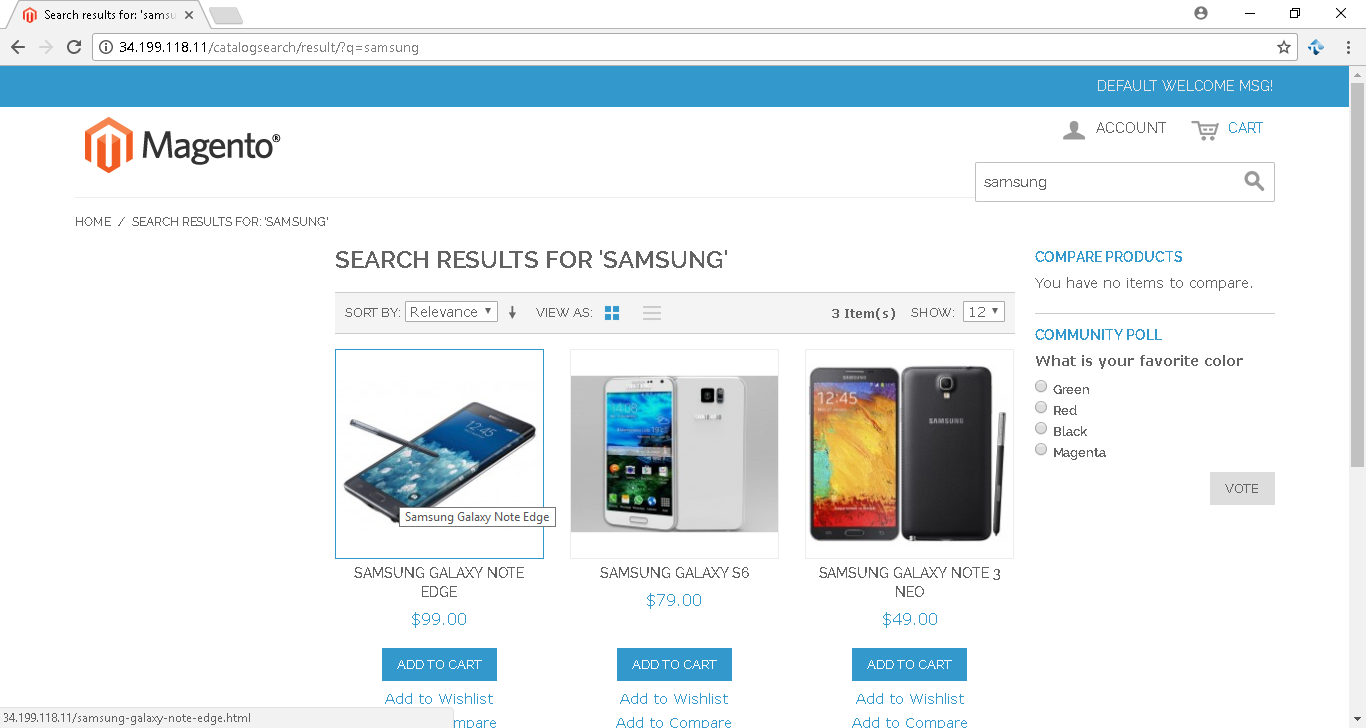 Search results for: 'samsu
34.199.118.11/catalogsearch/result/?q=samsung
DEFAULT WELCOME MSG!
Magento®
ACCOUNT CART
samsung
HOME / SEARCH RESULTS FOR: 'SAMSUNG'
SEARCH RESULTS FOR 'SAMSUNG'
SORT BY: Relevance VIEW AS: 3 Item(s) SHOW: 12
SAMSUNG GALAXY NOTE
EDGE
$99.00
ADD TO CART
Add to Wishlist
mpare
Samsung Galaxy Note Edge
12:45
SAMSUNG GALAXY S6
$79.00
ADD TO CART
Add to Wishlist
Add to Compare
12:45
SAMSUNG
SAMSUNG GALAXY NOTE 3
NEO
$49.00
ADD TO CART
Add to Wishlist
Add to Compare
COMPARE PRODUCTS
You have no items to compare.
COMMUNITY POLL
What is your favorite color
Green
Red
Black
Magenta
VOTE
34.199.118.11/samsung-galaxy-note-edge.html